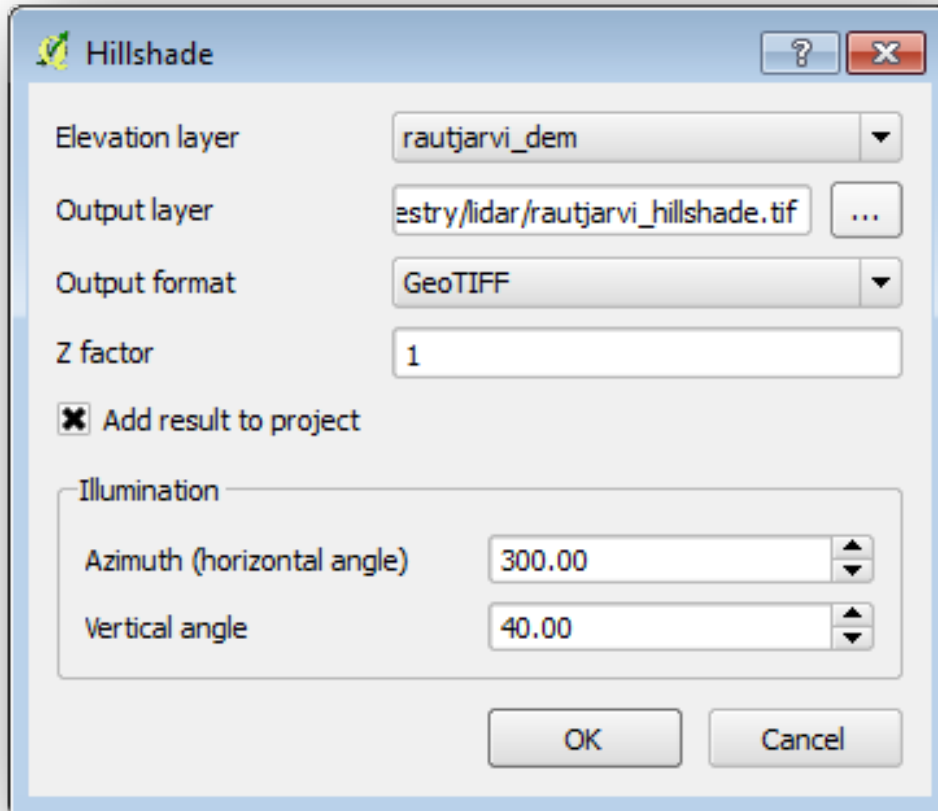 Hillshade
Elevation layer rautjarvi_dem
Output layer estry/lidar/rautjarvi_hillshade.tif ...
Output format GeoTIFF
Z factor 1
Add result to project
Illumination
Azimuth (horizontal angle) 300.00
Vertical angle 40.00
OK Cancel